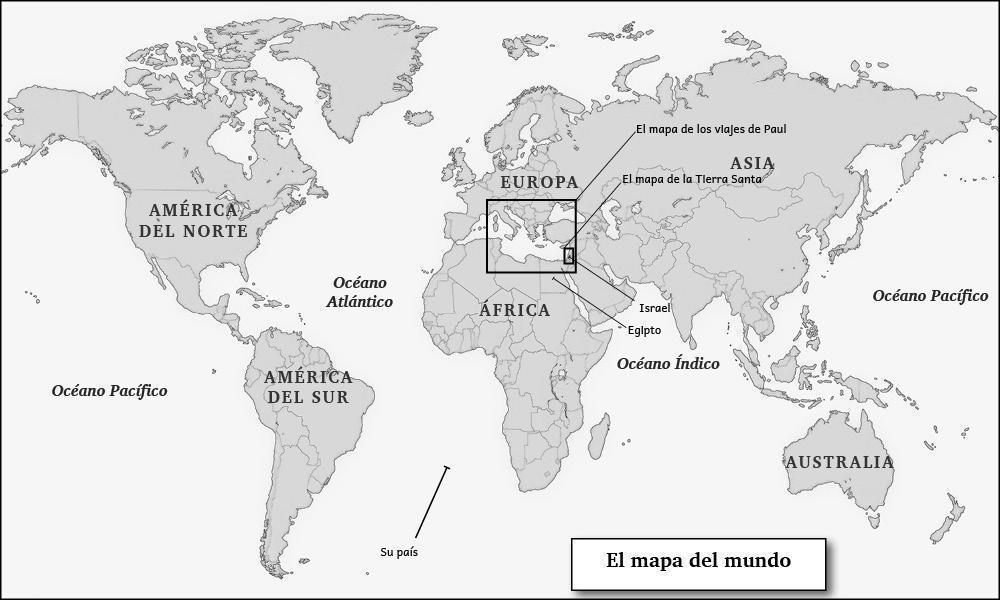 El mapa de los viajes de Paul
ASIA
El mapa de la Tierra Santa
EUROPA
AMÉRICA
DEL NORTE
Océano
Atlántico
Océano Pacífico
ÁFRICA
Israel
Egipto
Océano Índico
Océano Pacífico
AMÉRICA
DEL SUR
AUSTRALIA
Su país
El mapa del mundo